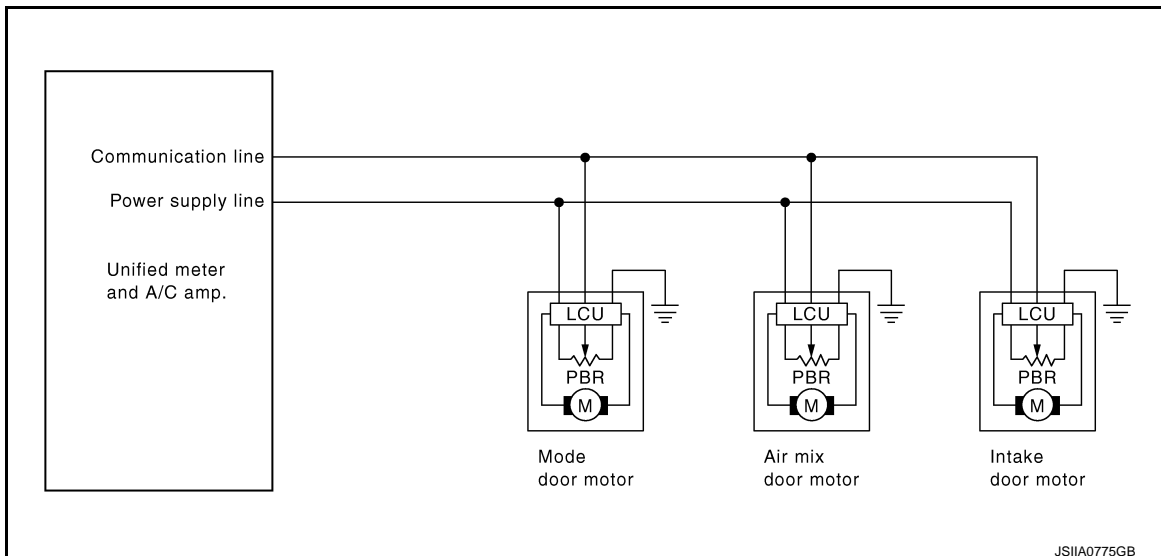 Communication line
Power supply line
Unified meter
and A/C amp.
LCU
PBR
M
Mode
door motor
LCU
PBR
M
Air mix
door motor
LCU
PBR
M
Intake
door motor
JSIIA0775GB